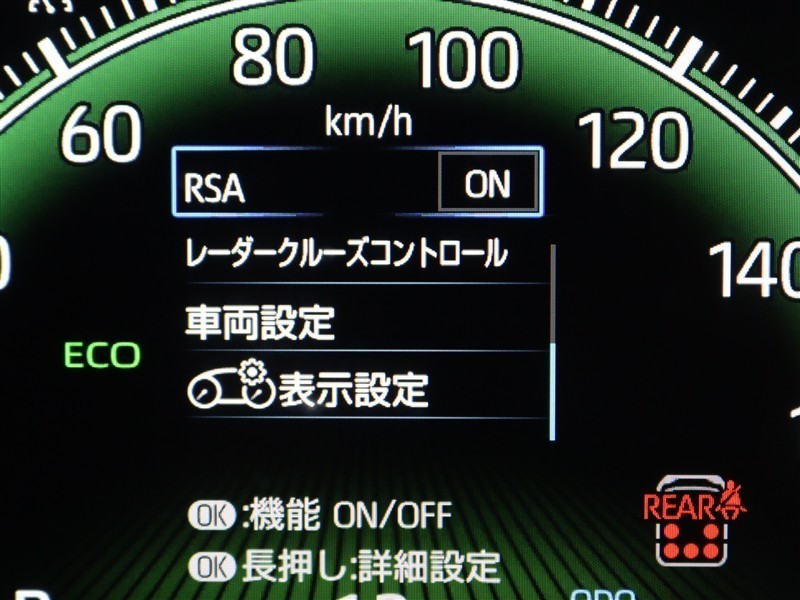 80 100
60 120
km/h
RSA ON
レーダークルーズコントロール
140
車両設定
ECO
表示設定
REAR
OK:機能 ON/OFF
OK長押し:詳細設定